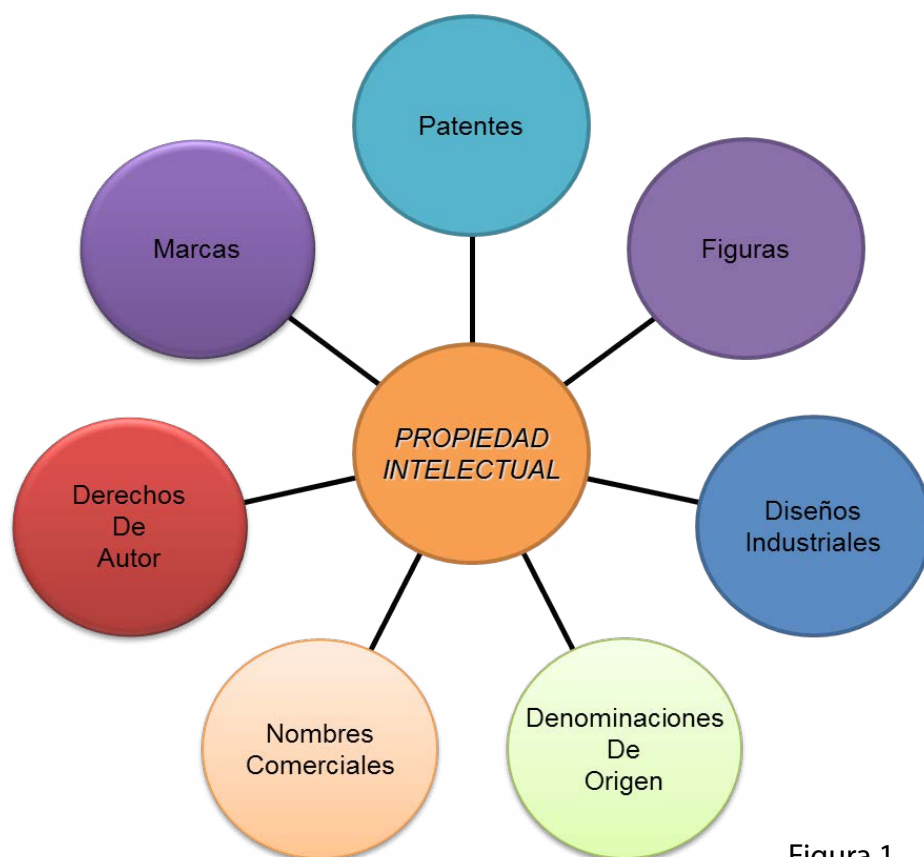 Patentes
Marcas
Figuras
PROPIEDAD
INTELECTUAL
Derechos
De
Autor
Diseños
Industriales
Nombres
Comerciales
Denominaciones
De
Origen
Figura 1